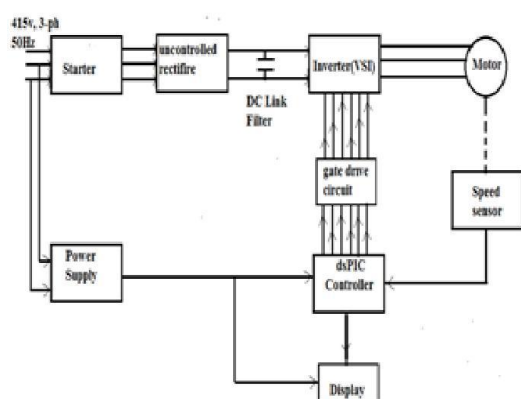 415v, 3-ph
50Hz
Starter
uncontrolled
rectifire
DC Link
Filter
Inverter(VSI)
Motor
gate drive
circuit
Speed
sensor
Power
Supply
dsPIC
Controller
Display